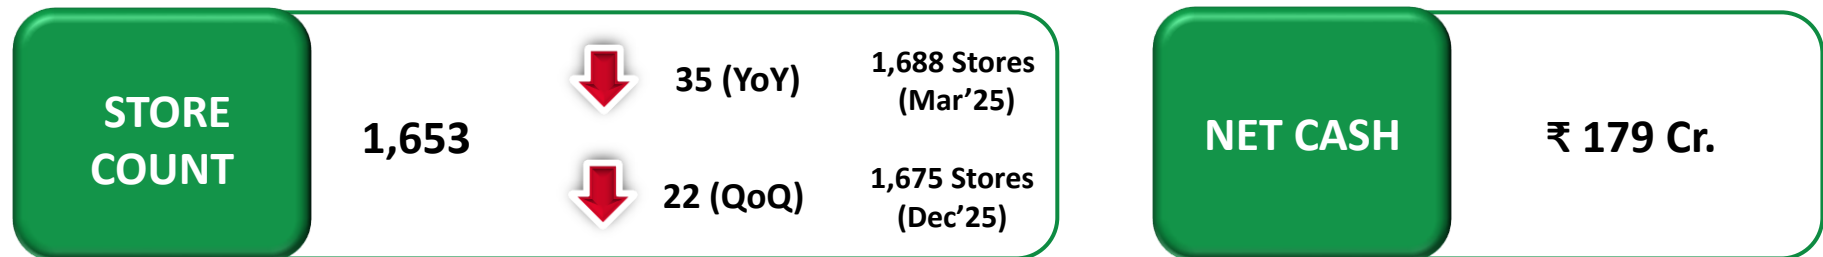 STORE
COUNT
1,653
35 (YoY)
1,688 Stores
(Mar’25)
22 (QoQ)
1,675 Stores
(Dec’25)
NET CASH
₹ 179 Cr.